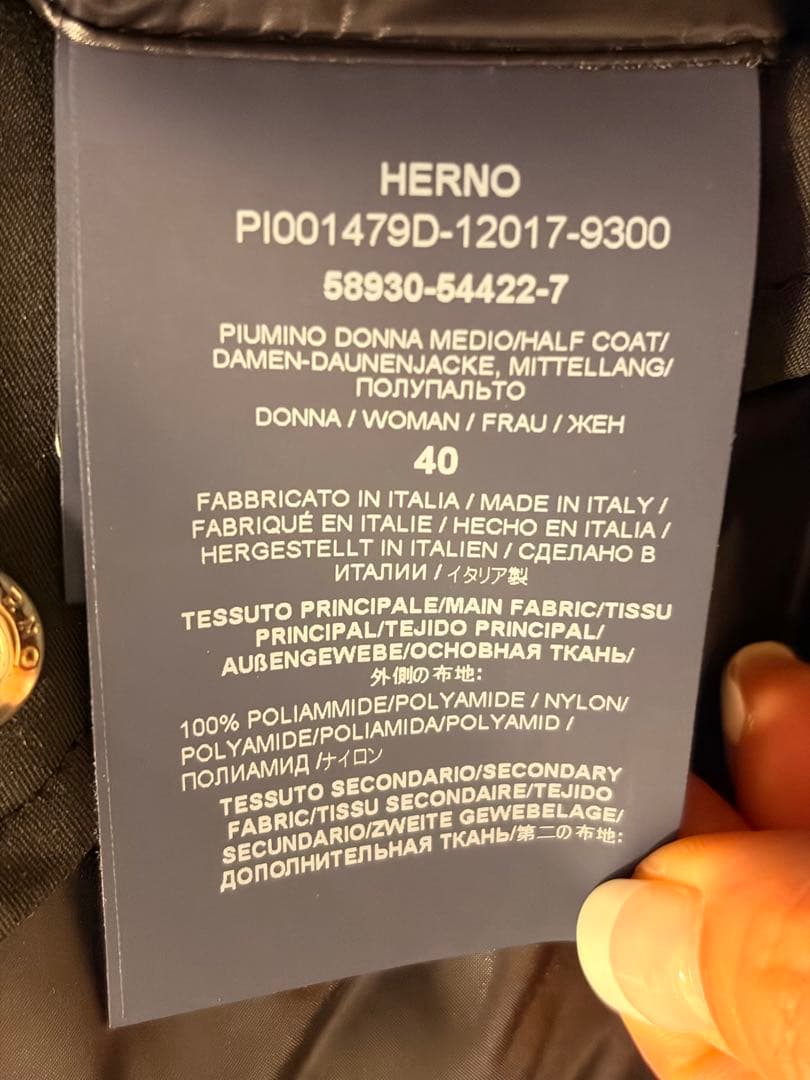 HERNO
PI001479D-12017-9300
58930-54422-7
PIUMINO DONNA MEDIO/HALF COAT/
DAMEN-DAUNENJACKE, MITTELLANG/
ПОЛУПАЛЬТО
DONNA / WOMAN / FRAU / ЖЕН
40
FABBRICATO IN ITALIA / MADE IN ITALY /
FABRIQUÉ EN ITALIE / HECHO EN ITALIA /
HERGESTELLT IN ITALIEN / СДЕЛАНО В
ИТАЛИИ / イタリア製
TESSUTO PRINCIPALE/MAIN FABRIC/TISSU
PRINCIPAL/TEJIDO PRINCIPAL/
AUßENGEWEBE/ОСНОВНАЯ ТКАНЬ/
外側の布地:
100% POLIAMMIDE/POLYAMIDE / NYLON/
POLYAMIDE/POLIAMIDA/POLYAMID /
ПОЛИАМИД /ナイロン
TESSUTO SECONDARIO/SECONDARY
FABRIC/TISSU SECONDAIRE/TEJIDO
SECUNDARIO/ZWEITE GEWEBELAGE/
ДОПОЛНИТЕЛЬНАЯ ТКАНЬ/第二の布地: